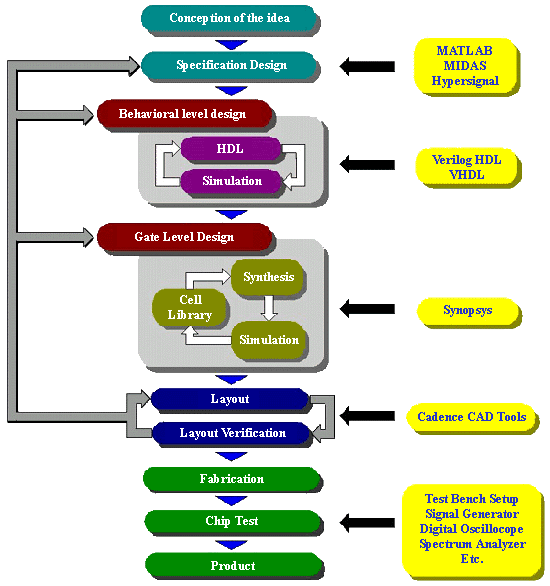 Conception of the idea
Specification Design
MATLAB
MIDAS
Hypersignal
Behavioral level design
HDL
Simulation
Verilog HDL
VHDL
Gate Level Design
Synthesis
Cell
Library
Simulation
Synopsys
Layout
Layout Verification
Cadence CAD Tools
Fabrication
Chip Test
Product
Test Bench Setup
Signal Generator
Digital Oscillocope
Spectrum Analyzer
Etc.